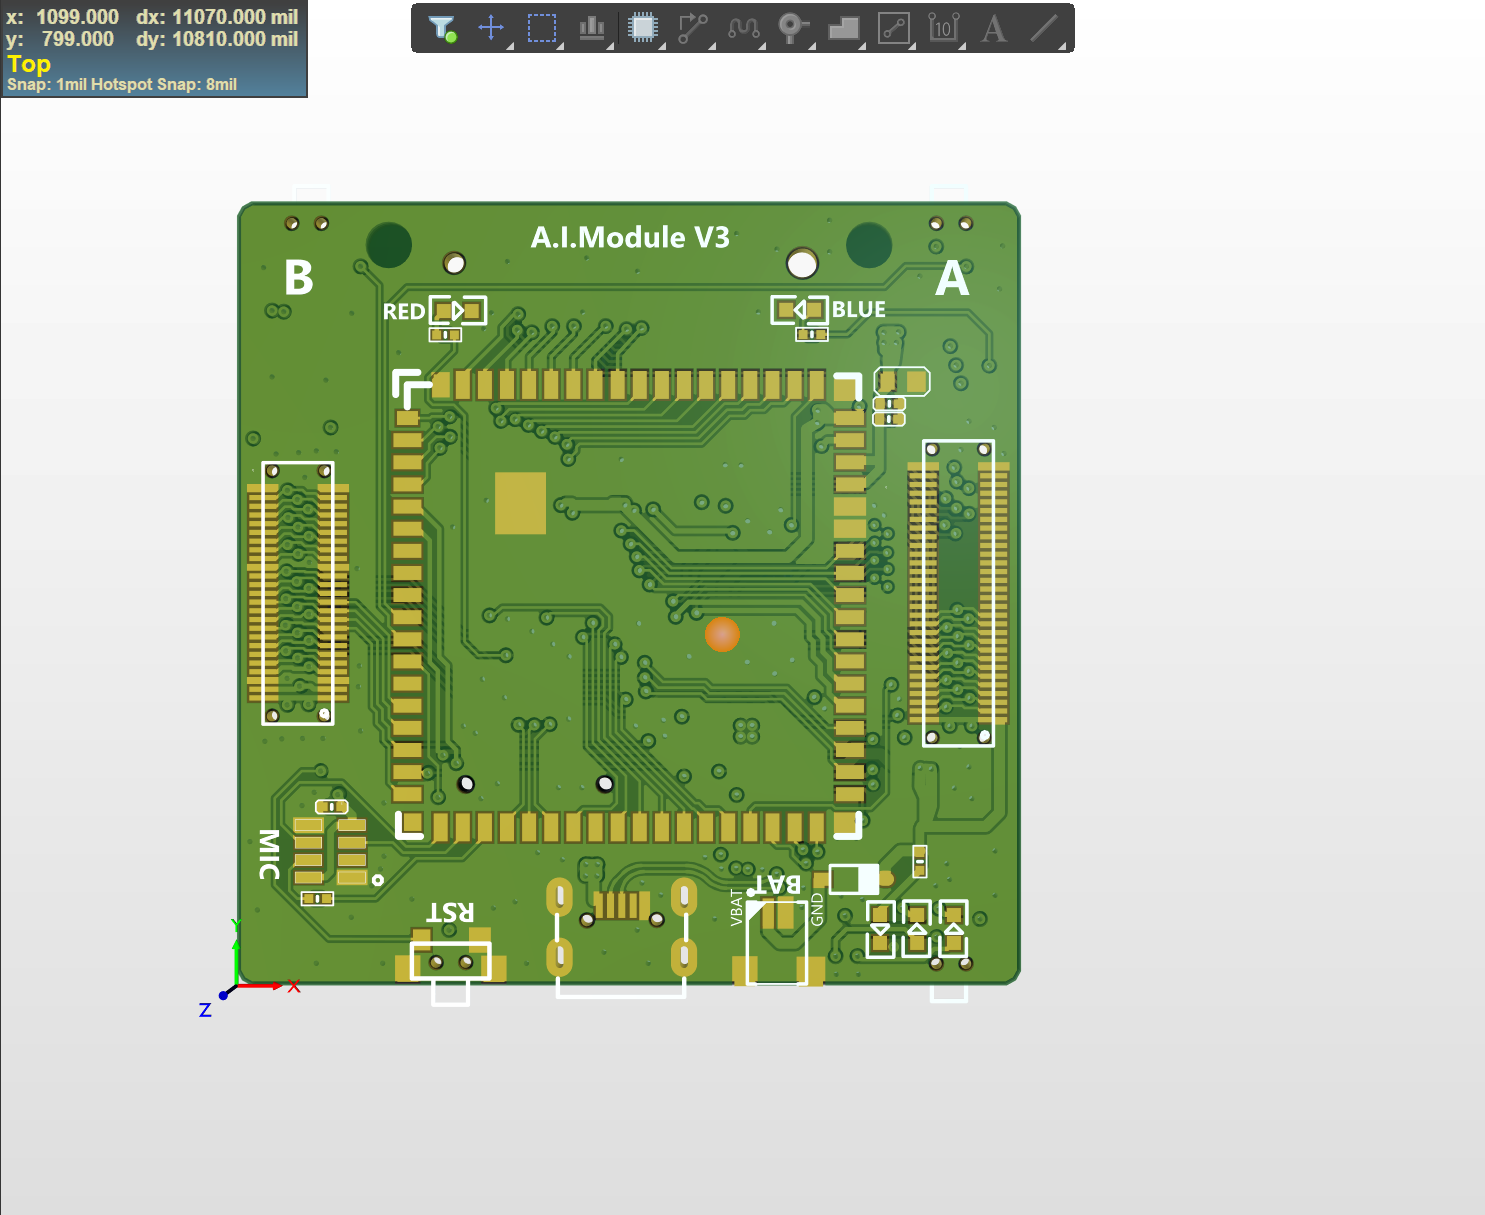 x: 1099.000 dx: 11070.000 mil
y: 799.000 dy: 10810.000 mil
Top
Snap: 1mil Hotspot Snap: 8mil
10
A
A.I.Module V3
B
A
RED
BLUE
MIC
RST
VBAT
BAT
GND
Y
X
Z